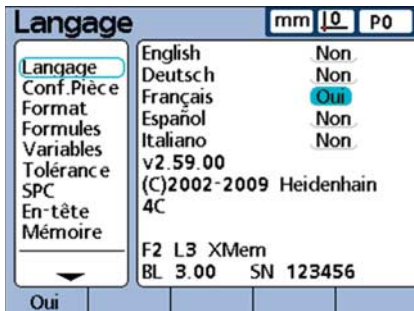 Langage
mm 0 P0
Langage
Conf.Pièce
Format
Formules
Variables
Tolérance
SPC
En-tête
Mémoire
English Non
Deutsch Non
Français Oui
Español Non
Italiano Non
v2.59.00
(C)2002-2009 Heidenhain
4C
F2 L3 XMem
BL 3.00 SN 123456
Oui